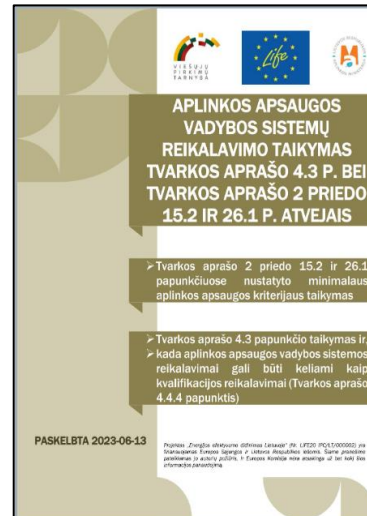 VIEŠŲJŲ
PIRKIMŲ
TARNYBA
Life
APLINKOS APSAUGOS
VADYBOS SISTEMŲ
REIKALAVIMO TAIKYMAS
TVARKOS APRAŠO 4.3 P. BEI
TVARKOS APRAŠO 2 PRIEDO
15.2 IR 26.1 P. ATVEJAIS
➢Tvarkos aprašo 2 priedo 15.2 ir 26.1
papunkčiuose nustatyto minimalaus
aplinkos apsaugos kriterijaus taikymas
➢Tvarkos aprašo 4.3 papunkčio taikymas ir,
➢kada aplinkos apsaugos vadybos sistemos
reikalavimai gali būti keliami kaip
kvalifikacijos reikalavimai (Tvarkos aprašo
4.4.4 papunktis)
PASKELBTA 2023-06-13